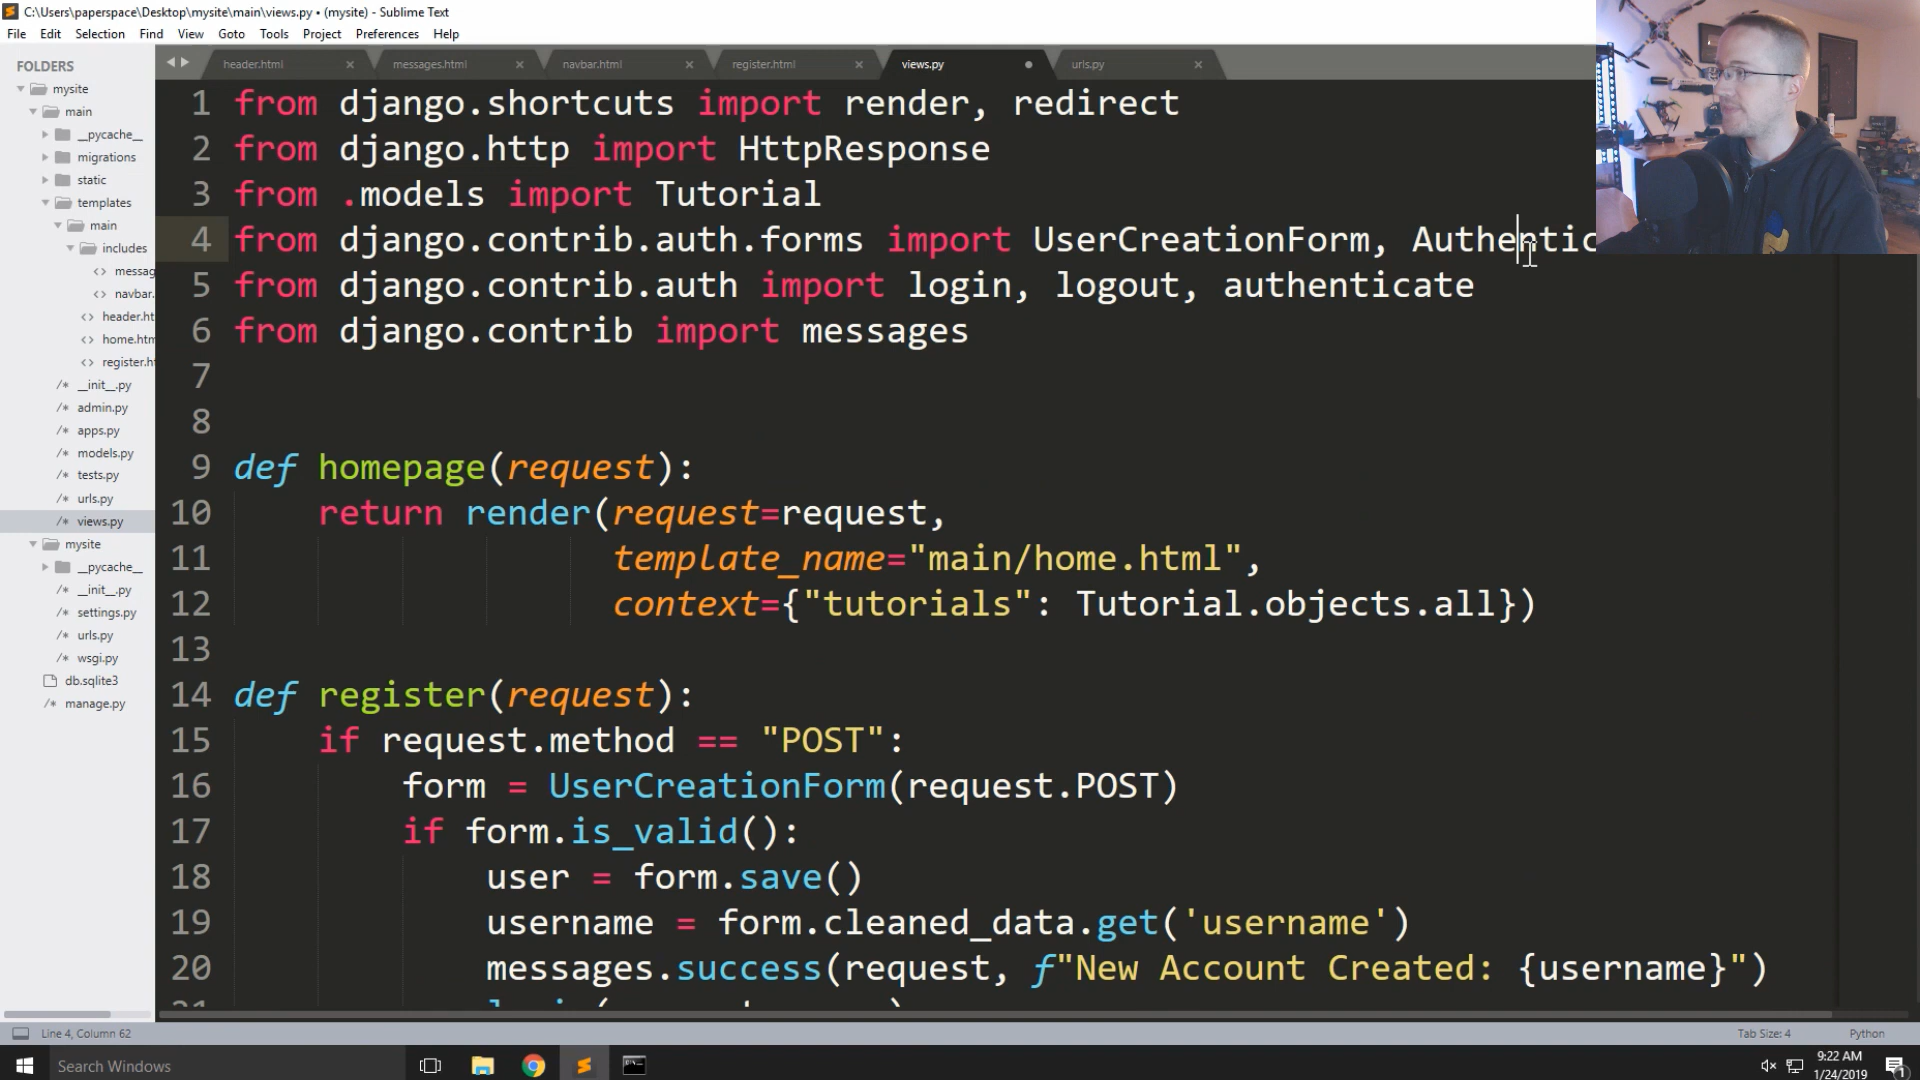 C:\Users\paperspace\Desktop\mysite\main\views.py • (mysite) - Sublime Text
File Edit Selection Find View Goto Tools Project Preferences Help
FOLDERS
mysite
main
__pycache__
migrations
static
templates
main
includes
messag
navbar.
header.ht
home.htm
register.h
__init__.py
admin.py
apps.py
models.py
tests.py
urls.py
views.py
mysite
__pycache__
__init__.py
settings.py
urls.py
wsgi.py
db.sqlite3
manage.py
header.html messages.html navbar.html register.html views.py urls.py
1 from django.shortcuts import render, redirect
2 from django.http import HttpResponse
3 from .models import Tutorial
4 from django.contrib.auth.forms import UserCreationForm, Authentic
5 from django.contrib.auth import login, logout, authenticate
6 from django.contrib import messages
7
8
9 def homepage(request):
10 return render(request=request,
11 template_name="main/home.html",
12 context={"tutorials": Tutorial.objects.all})
13
14 def register(request):
15 if request.method == "POST":
16 form = UserCreationForm(request.POST)
17 if form.is_valid():
18 user = form.save()
19 username = form.cleaned_data.get('username')
20 messages.success(request, f"New Account Created: {username}")
Line 4, Column 62
Tab Size: 4 Python
Search Windows
9:22 AM
1/24/2019
1